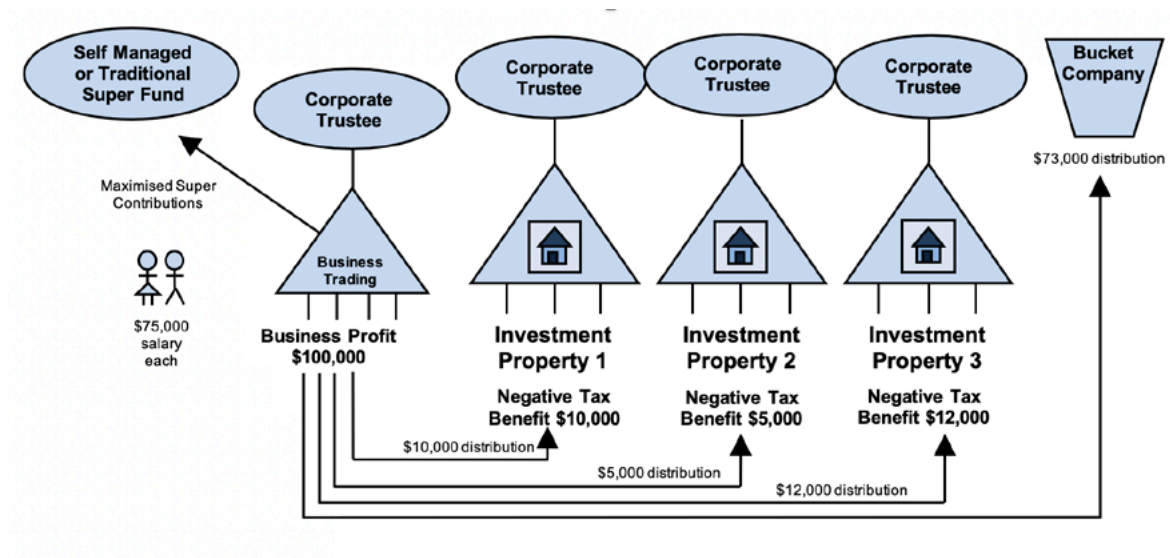 Self Managed
or Traditional
Super Fund
Corporate
Trustee
Corporate
Trustee
Corporate
Trustee
Corporate
Trustee
Bucket
Company
$73,000 distribution
Maximised Super
Contributions
$75,000
salary
each
Business
Trading
Business Profit
$100,000
Investment
Property 1
Negative Tax
Benefit $10,000
Investment
Property 2
Negative Tax
Benefit $5,000
Investment
Property 3
Negative Tax
Benefit $12,000
$10,000 distribution
$5,000 distribution
$12,000 distribution